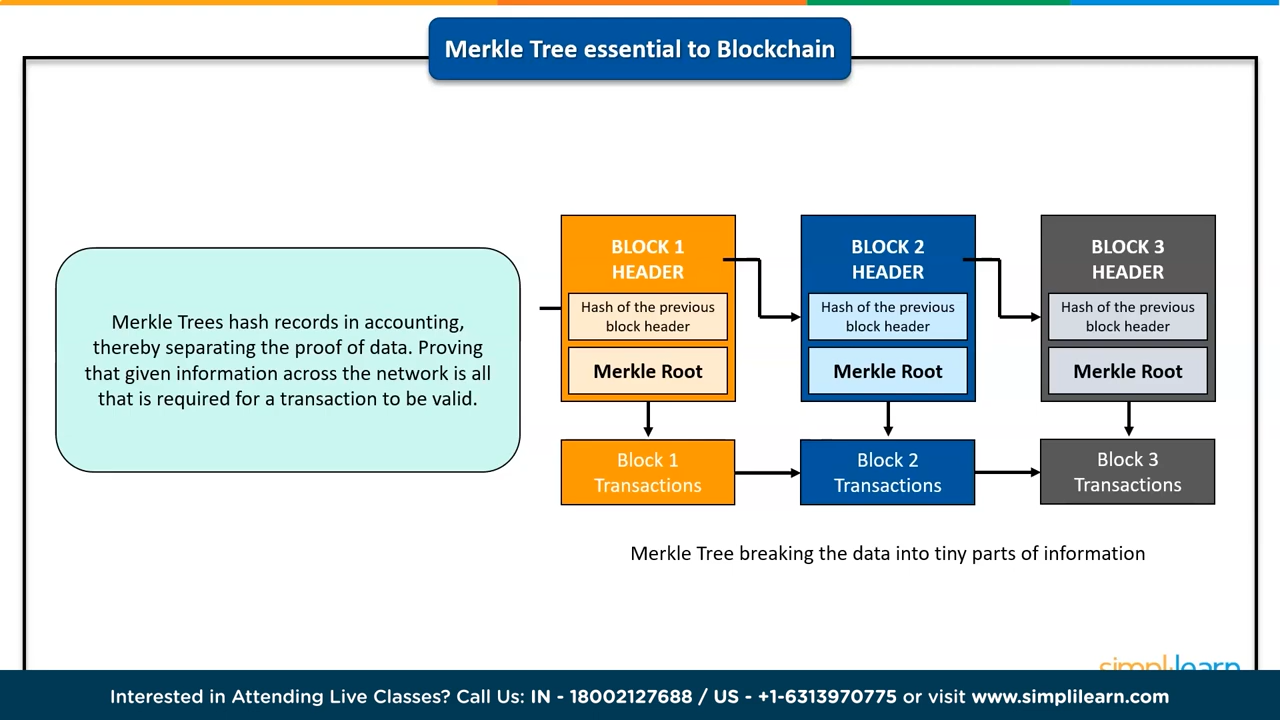 Merkle Tree essential to Blockchain
Merkle Trees hash records in accounting,
thereby separating the proof of data. Proving
that given information across the network is all
that is required for a transaction to be valid.
BLOCK 1
HEADER
Hash of the previous
block header
Merkle Root
Block 1
Transactions
BLOCK 2
HEADER
Hash of the previous
block header
Merkle Root
Block 2
Transactions
BLOCK 3
HEADER
Hash of the previous
block header
Merkle Root
Block 3
Transactions
Merkle Tree breaking the data into tiny parts of information
simplilearn
Interested in Attending Live Classes? Call Us: IN - 18002127688 / US - +1-6313970775 or visit www.simplilearn.com